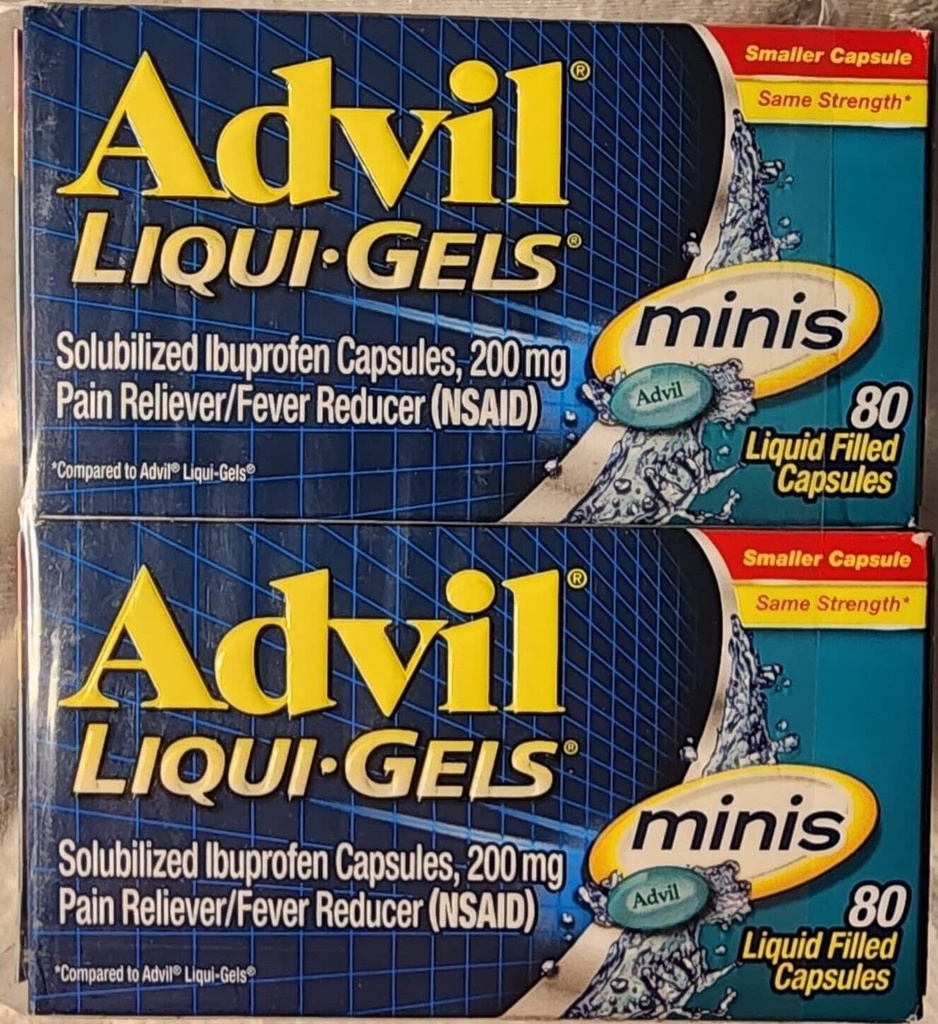 Advil®
LIQUI•GELS®
Solubilized Ibuprofen Capsules, 200 mg
Pain Reliever/Fever Reducer (NSAID)
*Compared to Advil® Liqui-Gels®
Smaller Capsule
Same Strength*
minis
Advil
80
Liquid Filled
Capsules
Advil®
LIQUI•GELS®
Solubilized Ibuprofen Capsules, 200 mg
Pain Reliever/Fever Reducer (NSAID)
*Compared to Advil® Liqui-Gels®
Smaller Capsule
Same Strength*
minis
Advil
80
Liquid Filled
Capsules